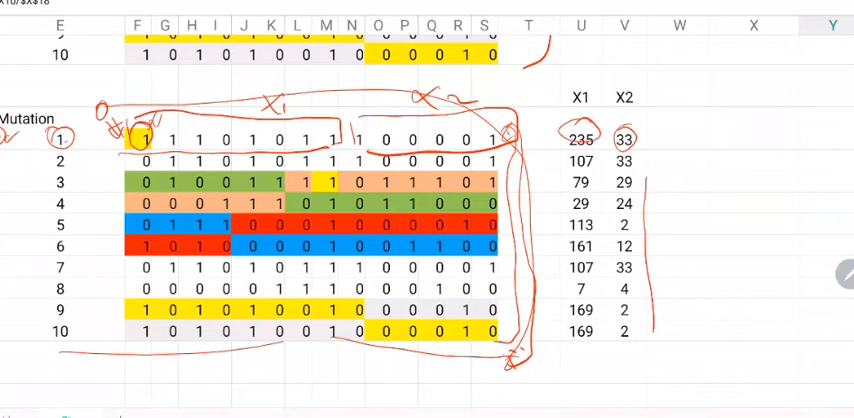 X10/$X$18
E F G H I J K L M N O P Q R S T U V W X Y
10 1 0 1 0 1 0 0 1 0 0 0 0 1 0
X1 X2
X1 X2
Mutation
1 1 1 1 0 1 0 1 1 1 0 0 0 0 1 235 33
2 0 1 1 0 1 0 1 1 1 0 0 0 0 1 107 33
3 0 1 0 0 1 1 1 1 0 1 1 1 0 1 79 29
4 0 0 0 1 1 1 0 1 0 1 1 0 0 0 29 24
5 0 1 1 1 0 0 0 1 0 0 0 0 1 0 113 2
6 1 0 1 0 0 0 0 1 0 0 1 1 0 0 161 12
7 0 1 1 0 1 0 1 1 1 0 0 0 0 1 107 33
8 0 0 0 0 0 1 1 1 0 0 0 1 0 0 7 4
9 1 0 1 0 1 0 0 1 0 0 0 0 1 0 169 2
10 1 0 1 0 1 0 0 1 0 0 0 0 1 0 169 2